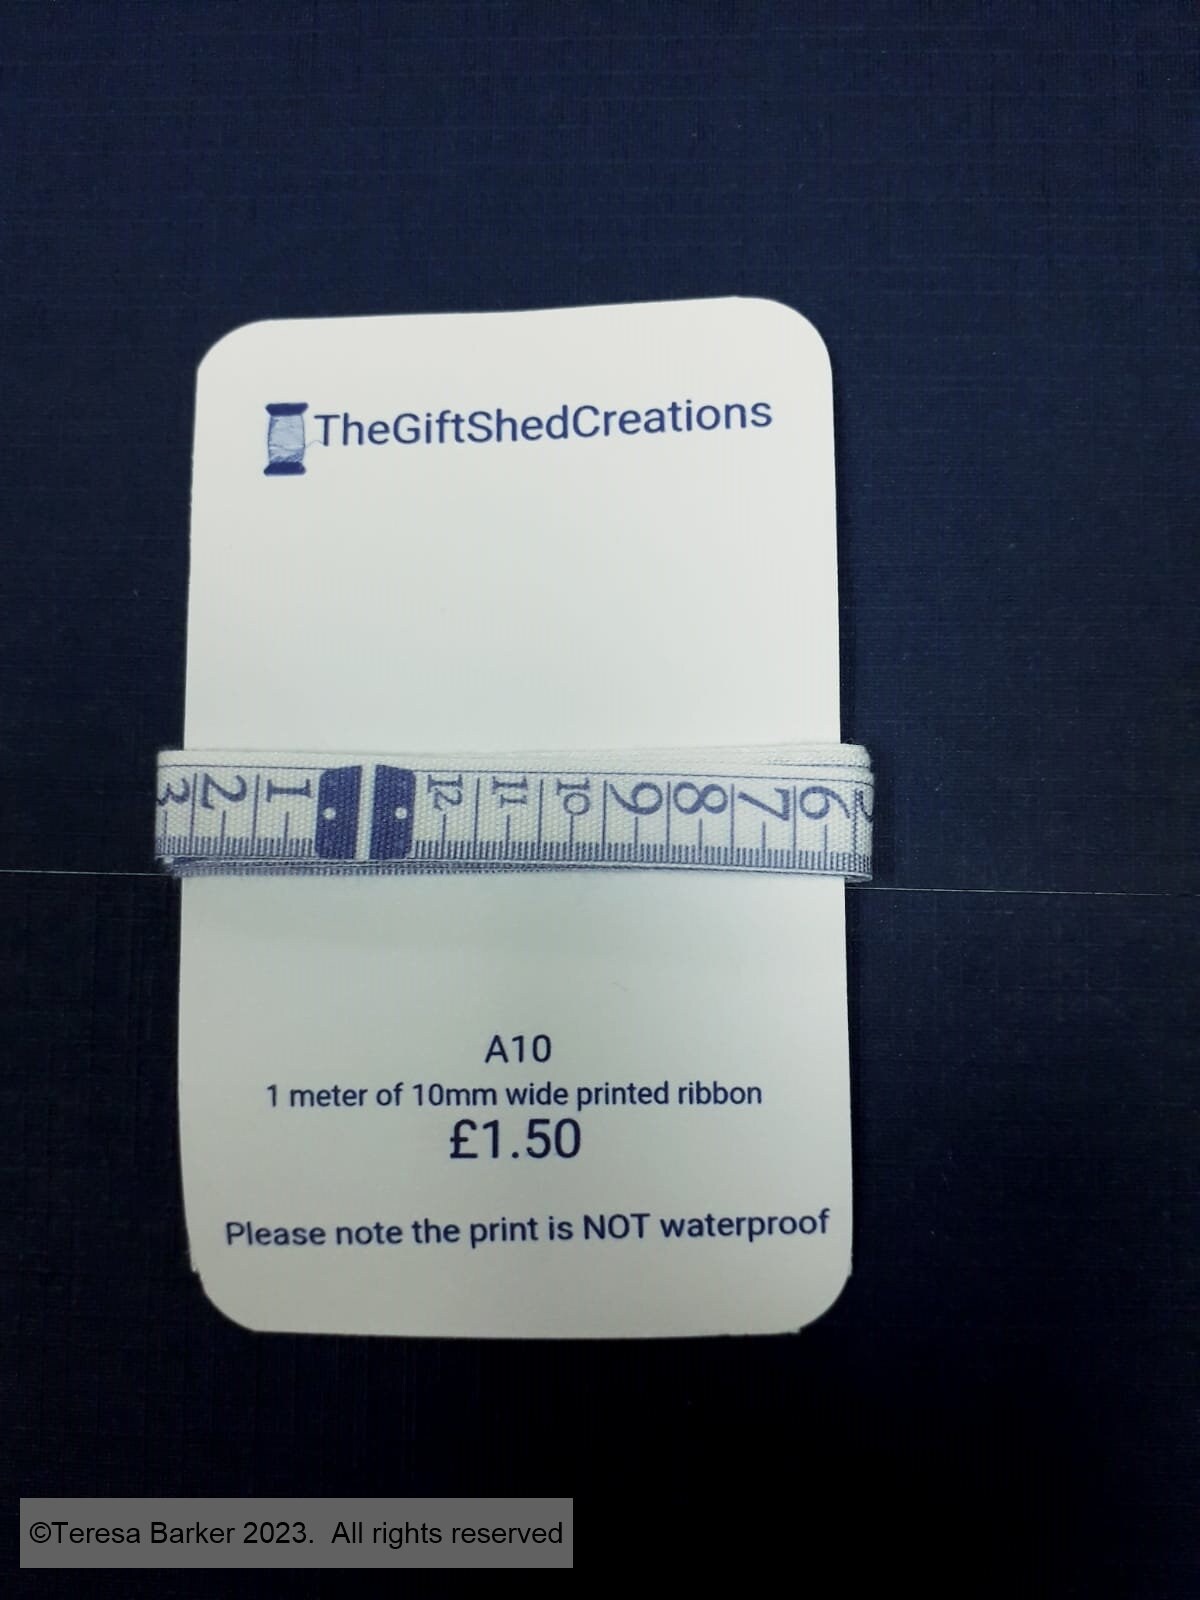 TheGiftShedCreations
3 2 1 12 11 10 9 8 7 6
A10
1 meter of 10mm wide printed ribbon
£1.50
Please note the print is NOT waterproof
©Teresa Barker 2023. All rights reserved